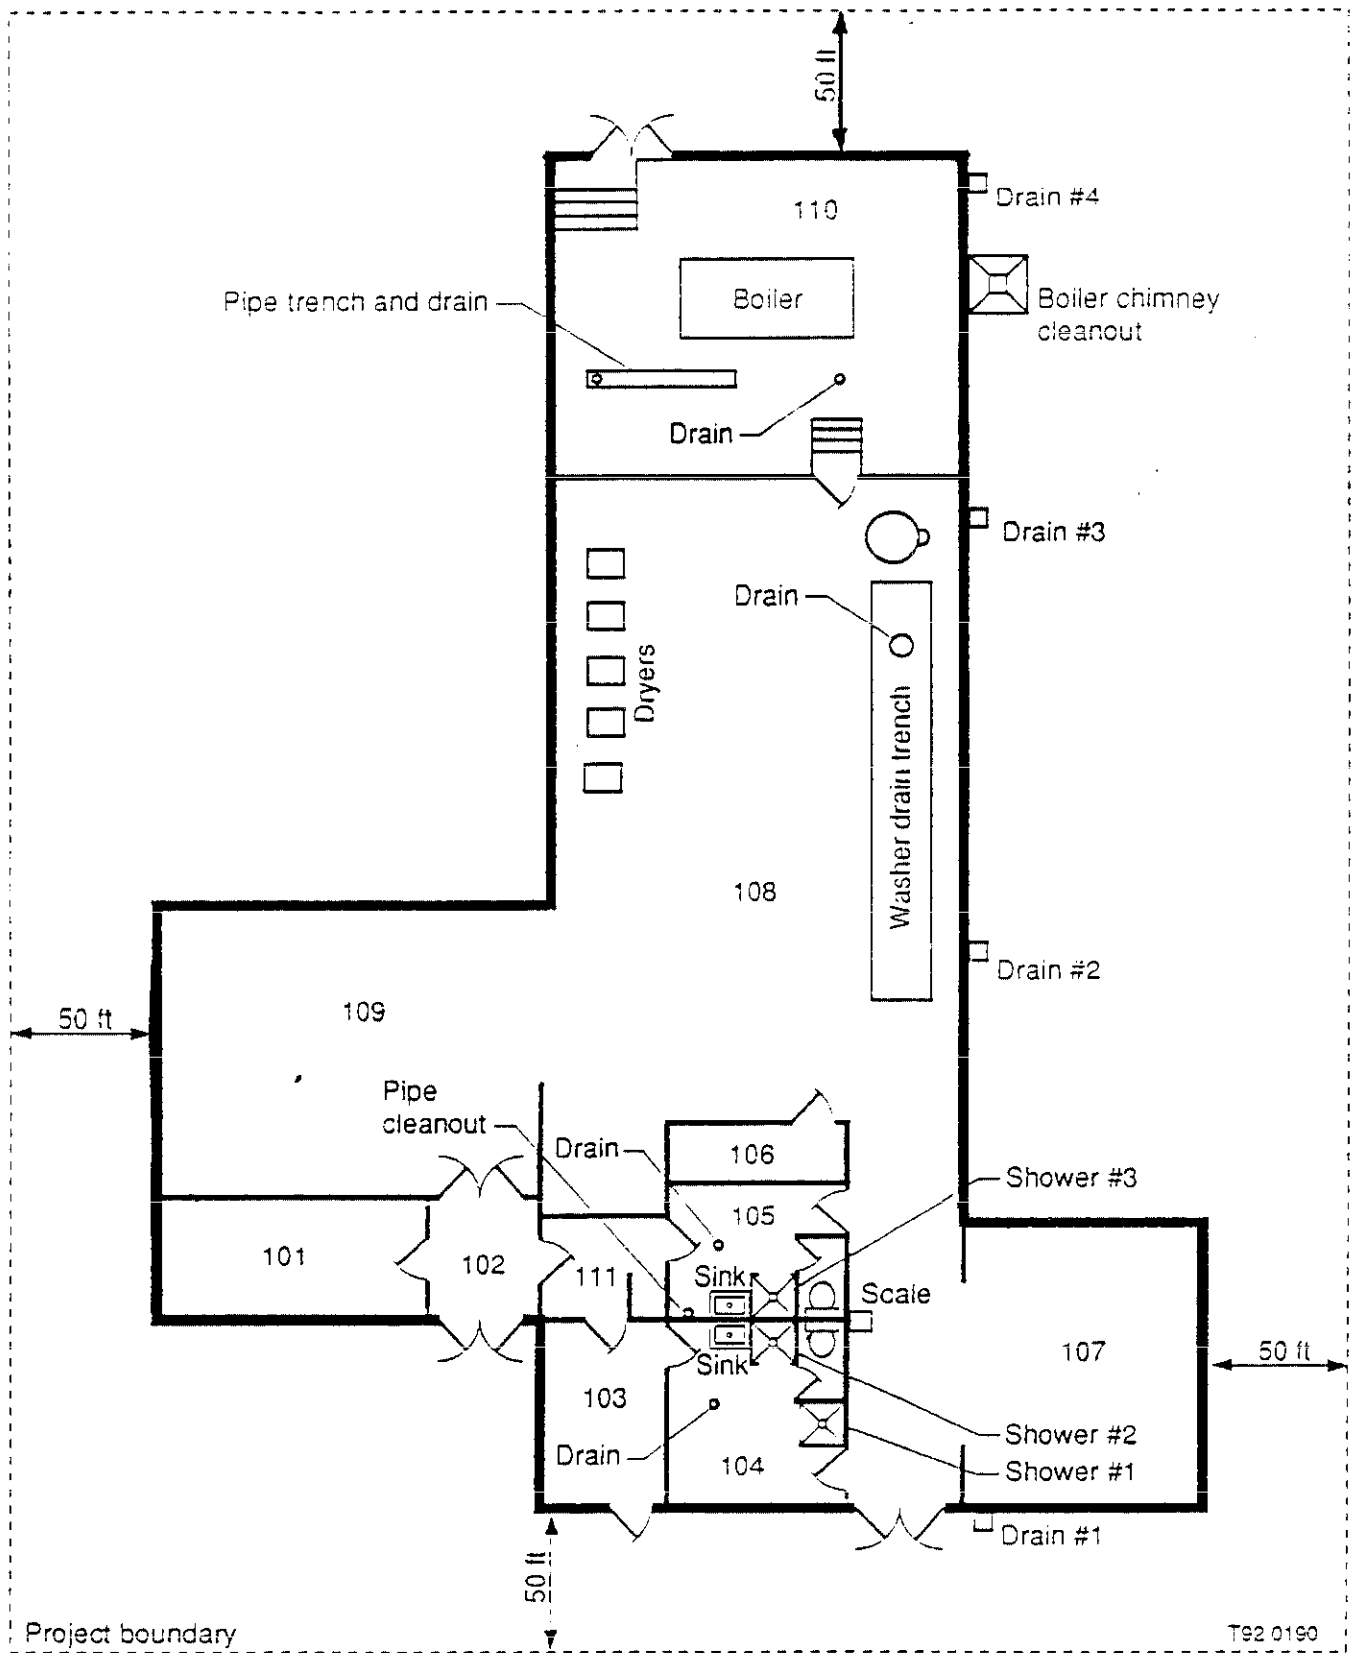 50 ft
Drain #4
110
Boiler
Pipe trench and drain
Boiler chimney
cleanout
Drain
Drain #3
Drain
Dryers
Washer drain trench
108
Drain #2
109
50 ft
Pipe
cleanout
Drain
106
Shower #3
105
101
102
111
Sink
Scale
107
50 ft
Sink
103
Shower #2
Drain
104
Shower #1
Drain #1
50 ft
Project boundary
T92 0190